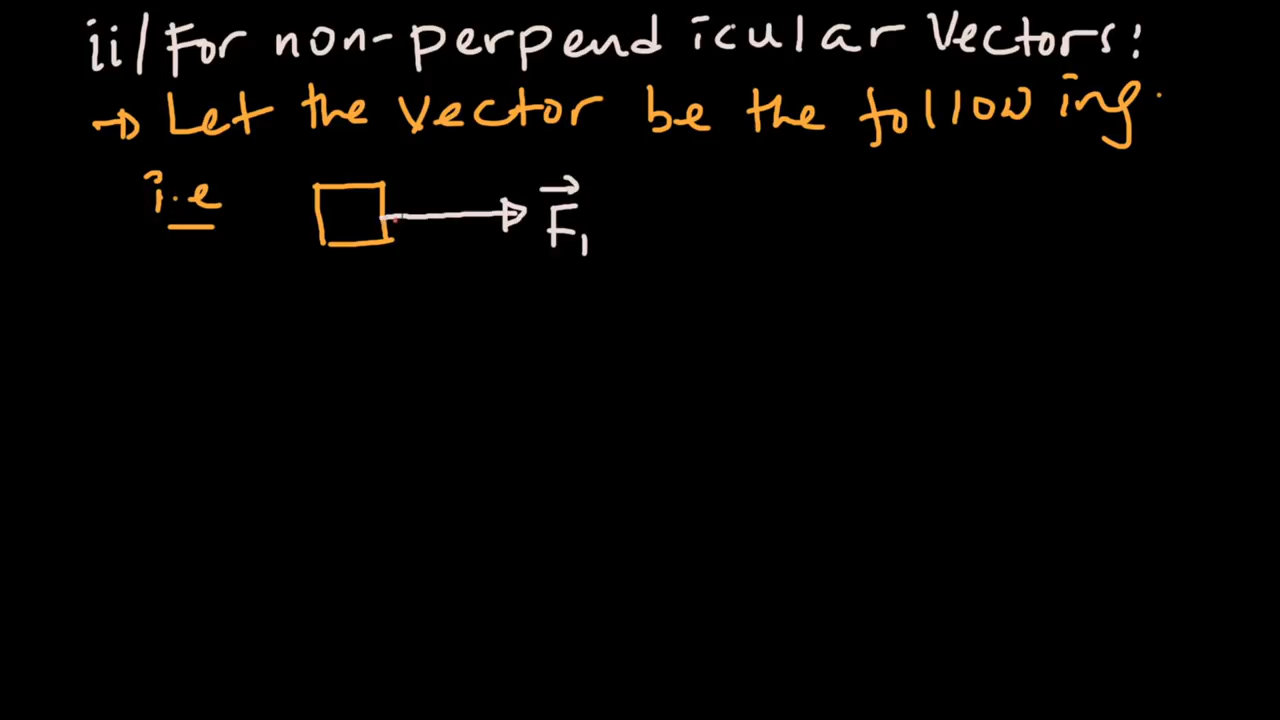 ii/ For non-perpendicular Vectors:
→ Let the vector be the following.
i.e F⃗₁